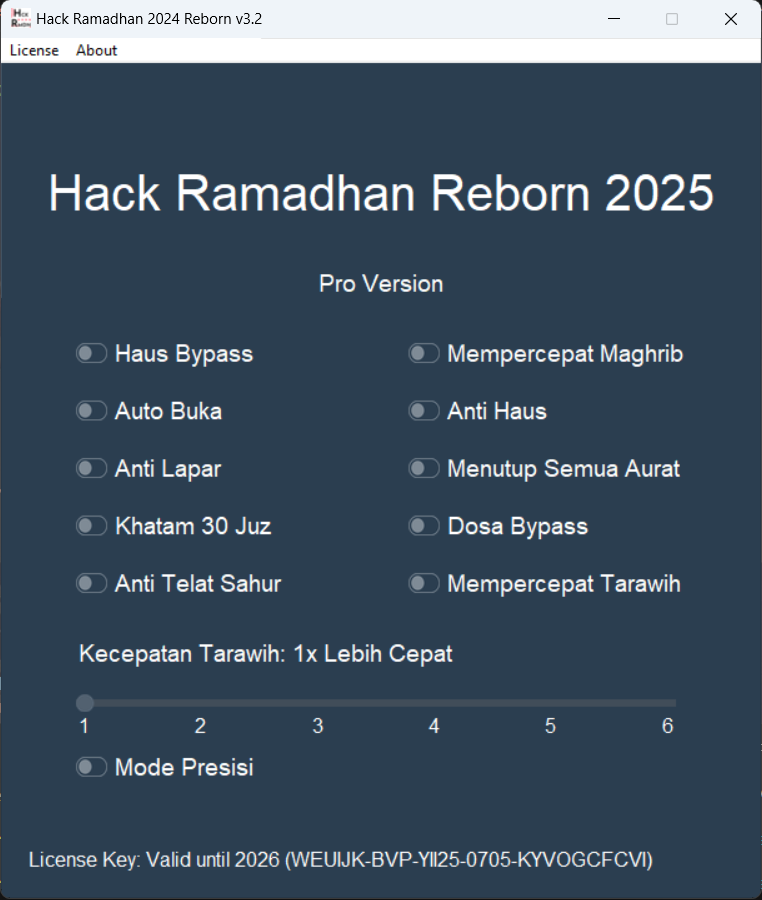 Hack Ramadhan 2024 Reborn v3.2
License About
Hack Ramadhan Reborn 2025
Pro Version
Haus Bypass Mempercepat Maghrib
Auto Buka Anti Haus
Anti Lapar Menutup Semua Aurat
Khatam 30 Juz Dosa Bypass
Anti Telat Sahur Mempercepat Tarawih
Kecepatan Tarawih: 1x Lebih Cepat
1 2 3 4 5 6
Mode Presisi
License Key: Valid until 2026 (WEUIJK-BVP-YII25-0705-KYVOGCFCVI)